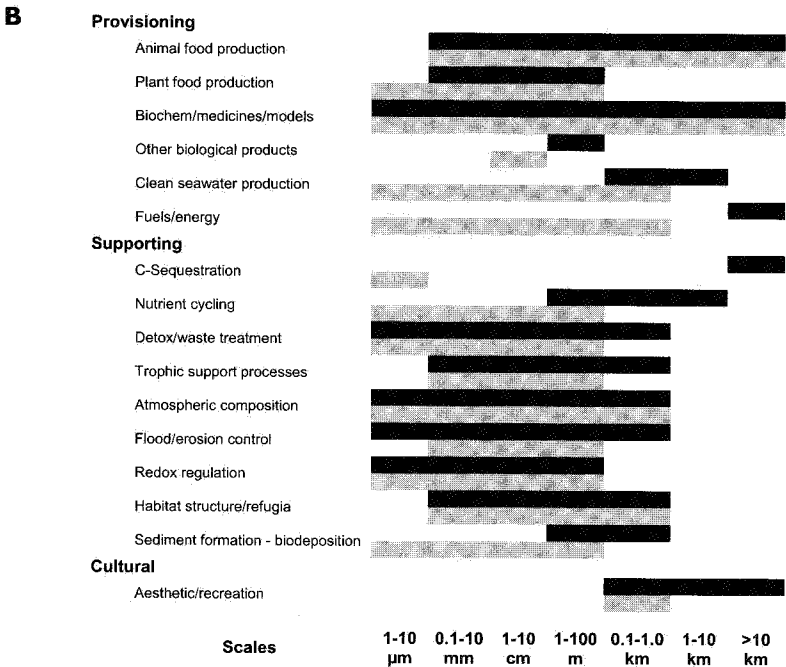 B
Provisioning
Animal food production
Plant food production
Biochem/medicines/models
Other biological products
Clean seawater production
Fuels/energy
Supporting
C-Sequestration
Nutrient cycling
Detox/waste treatment
Trophic support processes
Atmospheric composition
Flood/erosion control
Redox regulation
Habitat structure/refugia
Sediment formation - biodeposition
Cultural
Aesthetic/recreation
Scales 1-10 0.1-10 1-10 1-100 0.1-1.0 1-10 >10
µm mm cm m km km km